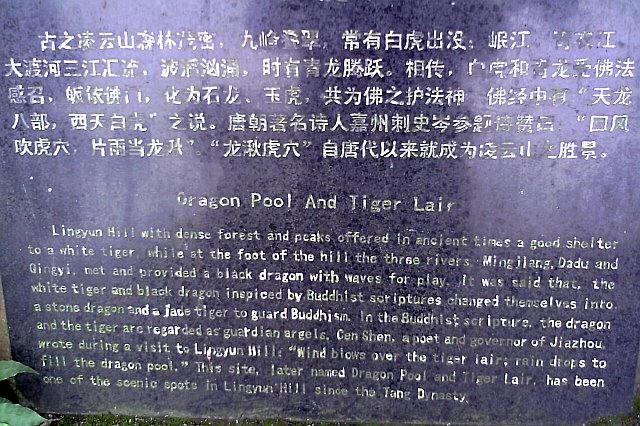 古之凌云山森林茂密，九峰叠翠，常有白虎出没；岷江、青衣江、
大渡河三江汇流，波涛汹涌，时有青龙腾跃。相传，白虎和青龙受佛法
感召，皈依佛门，化为石龙、玉虎，共为佛之护法神。佛经中有“天龙
八部，西天白虎”之说。唐朝著名诗人嘉州刺史岑参题诗赞曰：“回风
吹虎穴，片雨当龙湫”。“龙湫虎穴”自唐代以来就成为凌云山之胜景。
Dragon Pool And Tiger Lair
Lingyun Hill with dense forest and peaks offered in ancient times a good shelter
to a white tiger, while at the foot of the hill the three rivers Mingjiang, Dadu and
Qingyi, met and provided a black dragon with waves for play. It was said that, the
white tiger and black dragon inspiced by Buddhist scriptures changed themselves into
a stone dragon and a jade tiger to guard Buddhism. In the Buddhist scripture, the dragon
and the tiger are regarded as guardian argels. Cen Shen, a poet and governor of Jiazhou,
wrote during a visit to Lingyun Hill: "Wind blows over the tiger lair; rain drops to
fill the dragon pool." This site, later named Dragon Pool and Tiger Lair, has been
one of the scenic spots in Lingyun Hill since the Tang Dynasty.